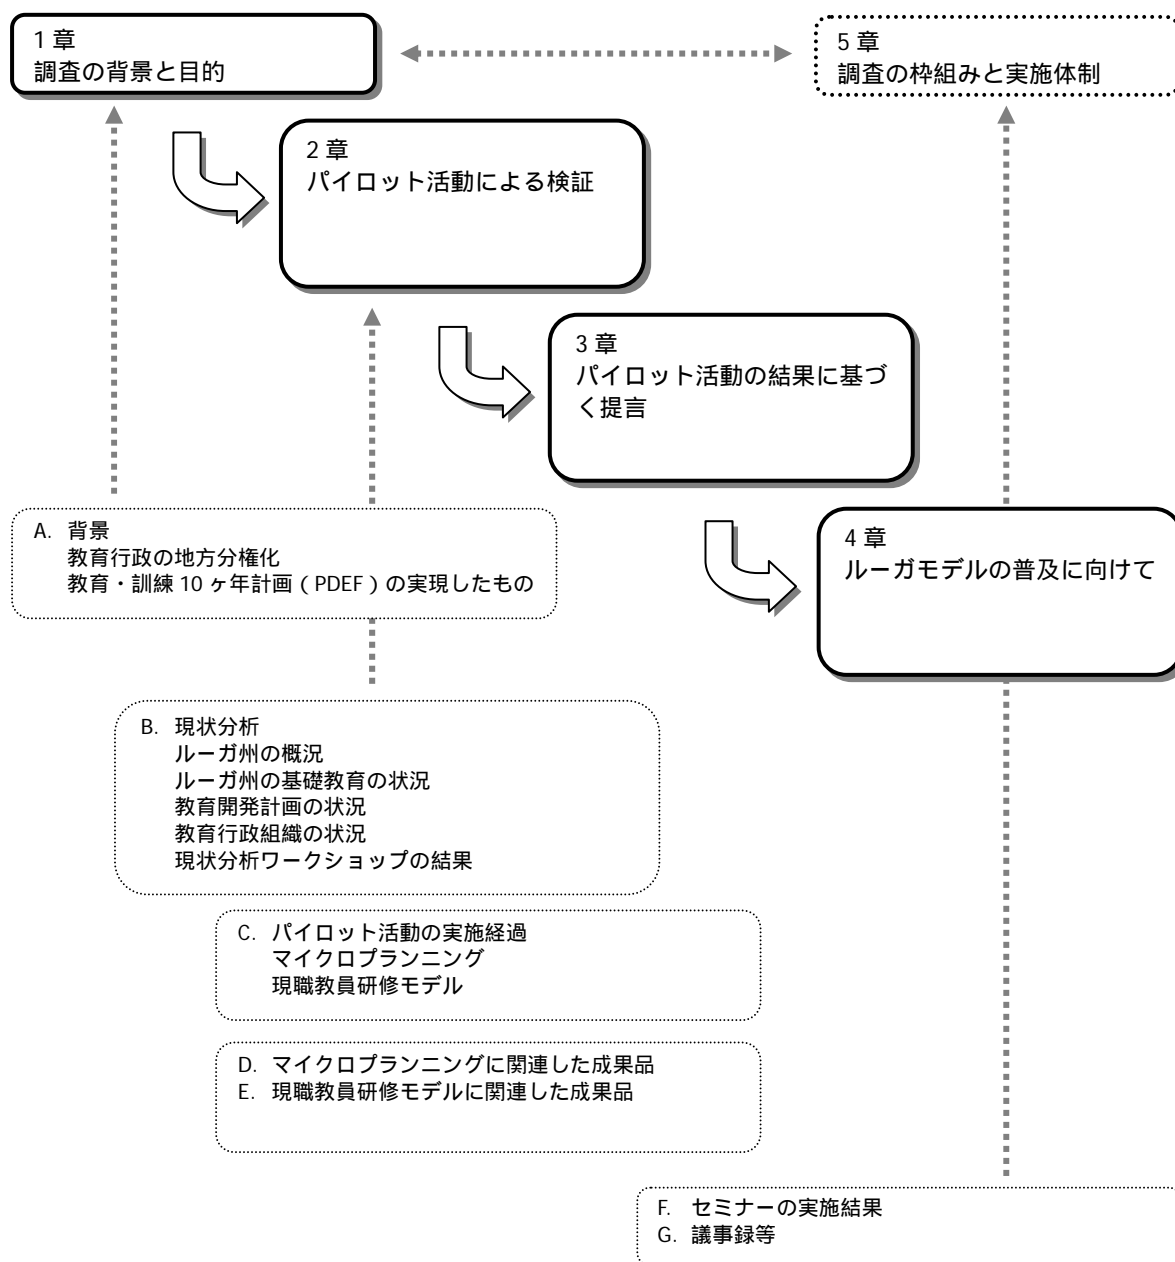 1 章
調査の背景と目的
5 章
調査の枠組みと実施体制
2 章
パイロット活動による検証
3 章
パイロット活動の結果に基づ
く提言
4 章
ルーガモデルの普及に向けて
A. 背景
教育行政の地方分権化
教育・訓練 10 ヶ年計画（PDEF）の実現したもの
B. 現状分析
ルーガ州の概況
ルーガ州の基礎教育の状況
教育開発計画の状況
教育行政組織の状況
現状分析ワークショップの結果
C. パイロット活動の実施経過
マイクロプランニング
現職教員研修モデル
D. マイクロプランニングに関連した成果品
E. 現職教員研修モデルに関連した成果品
F. セミナーの実施結果
G. 議事録等